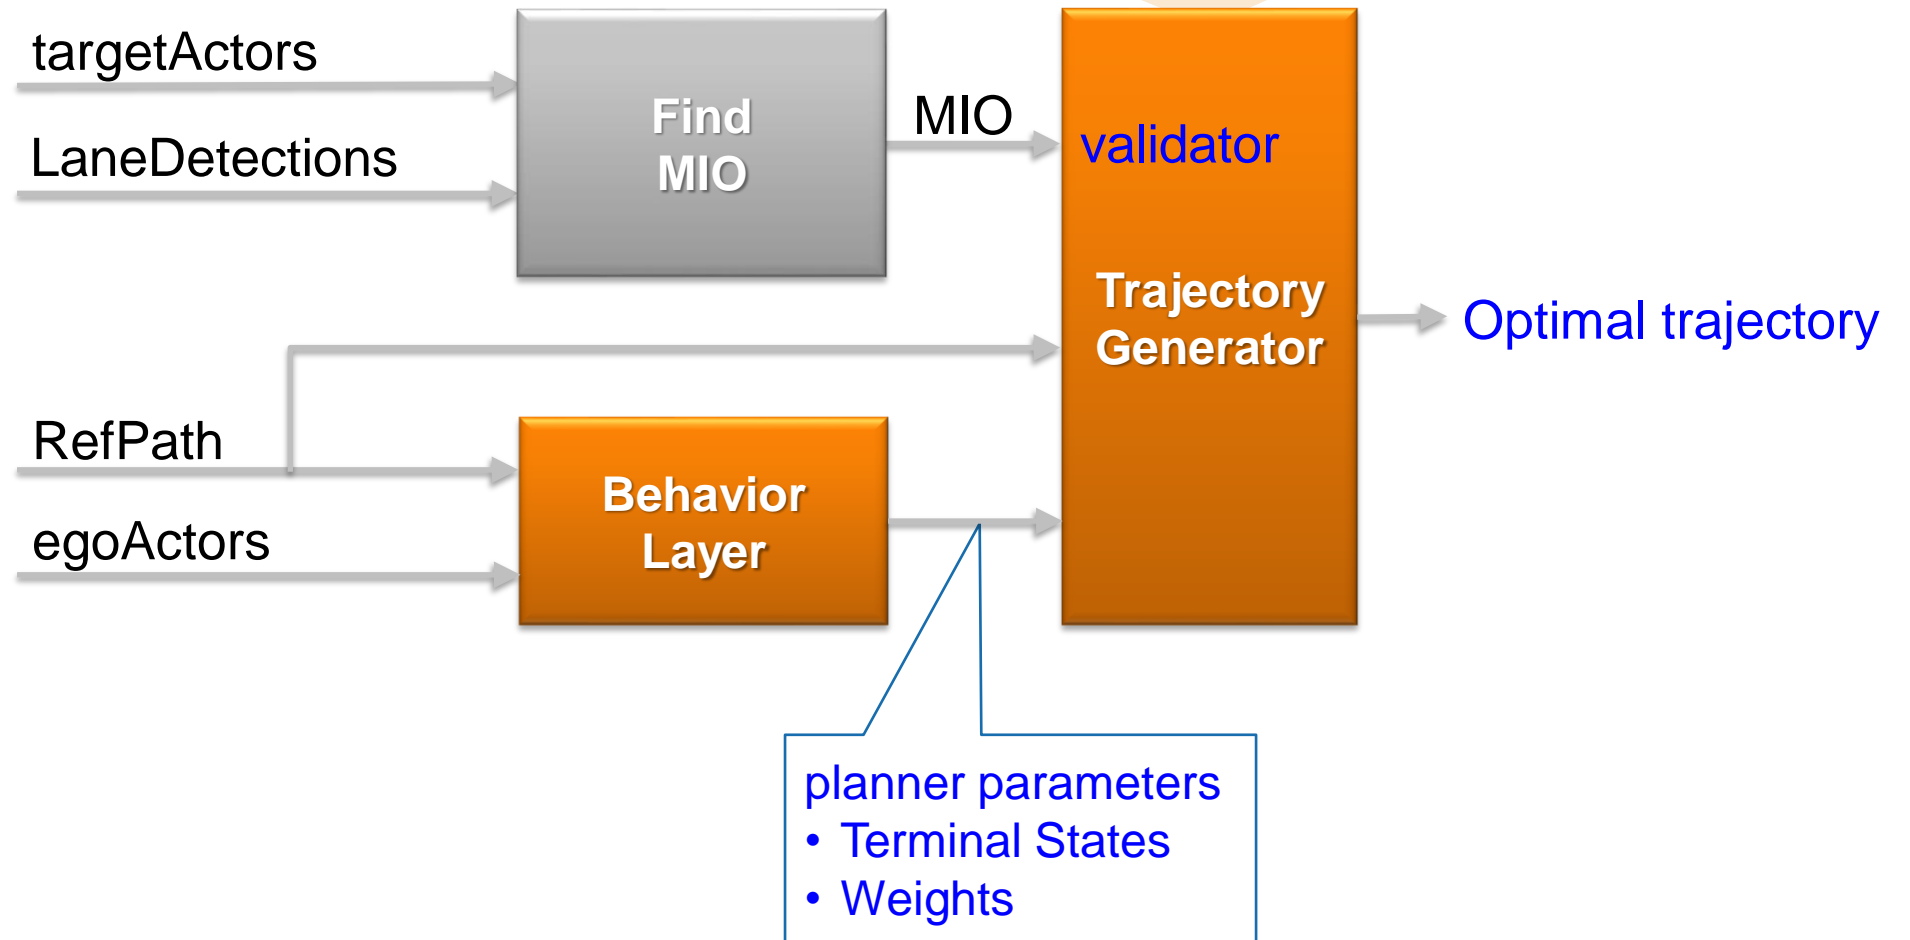 targetActors
LaneDetections
Find
MIO
MIO
validator
Trajectory
Generator
Optimal trajectory
RefPath
egoActors
Behavior
Layer
planner parameters
• Terminal States
• Weights